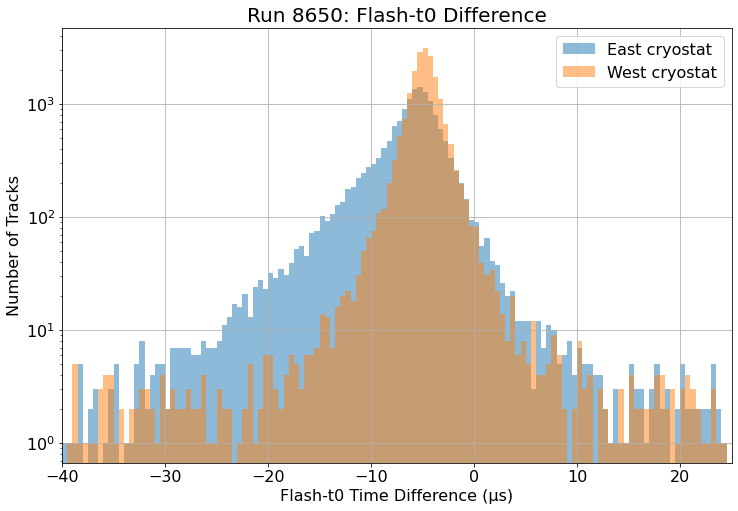 Run 8650: Flash-t0 Difference
East cryostat
West cryostat
Number of Tracks
10³
10²
10¹
10⁰
−40 −30 −20 −10 0 10 20
Flash-t0 Time Difference (μs)